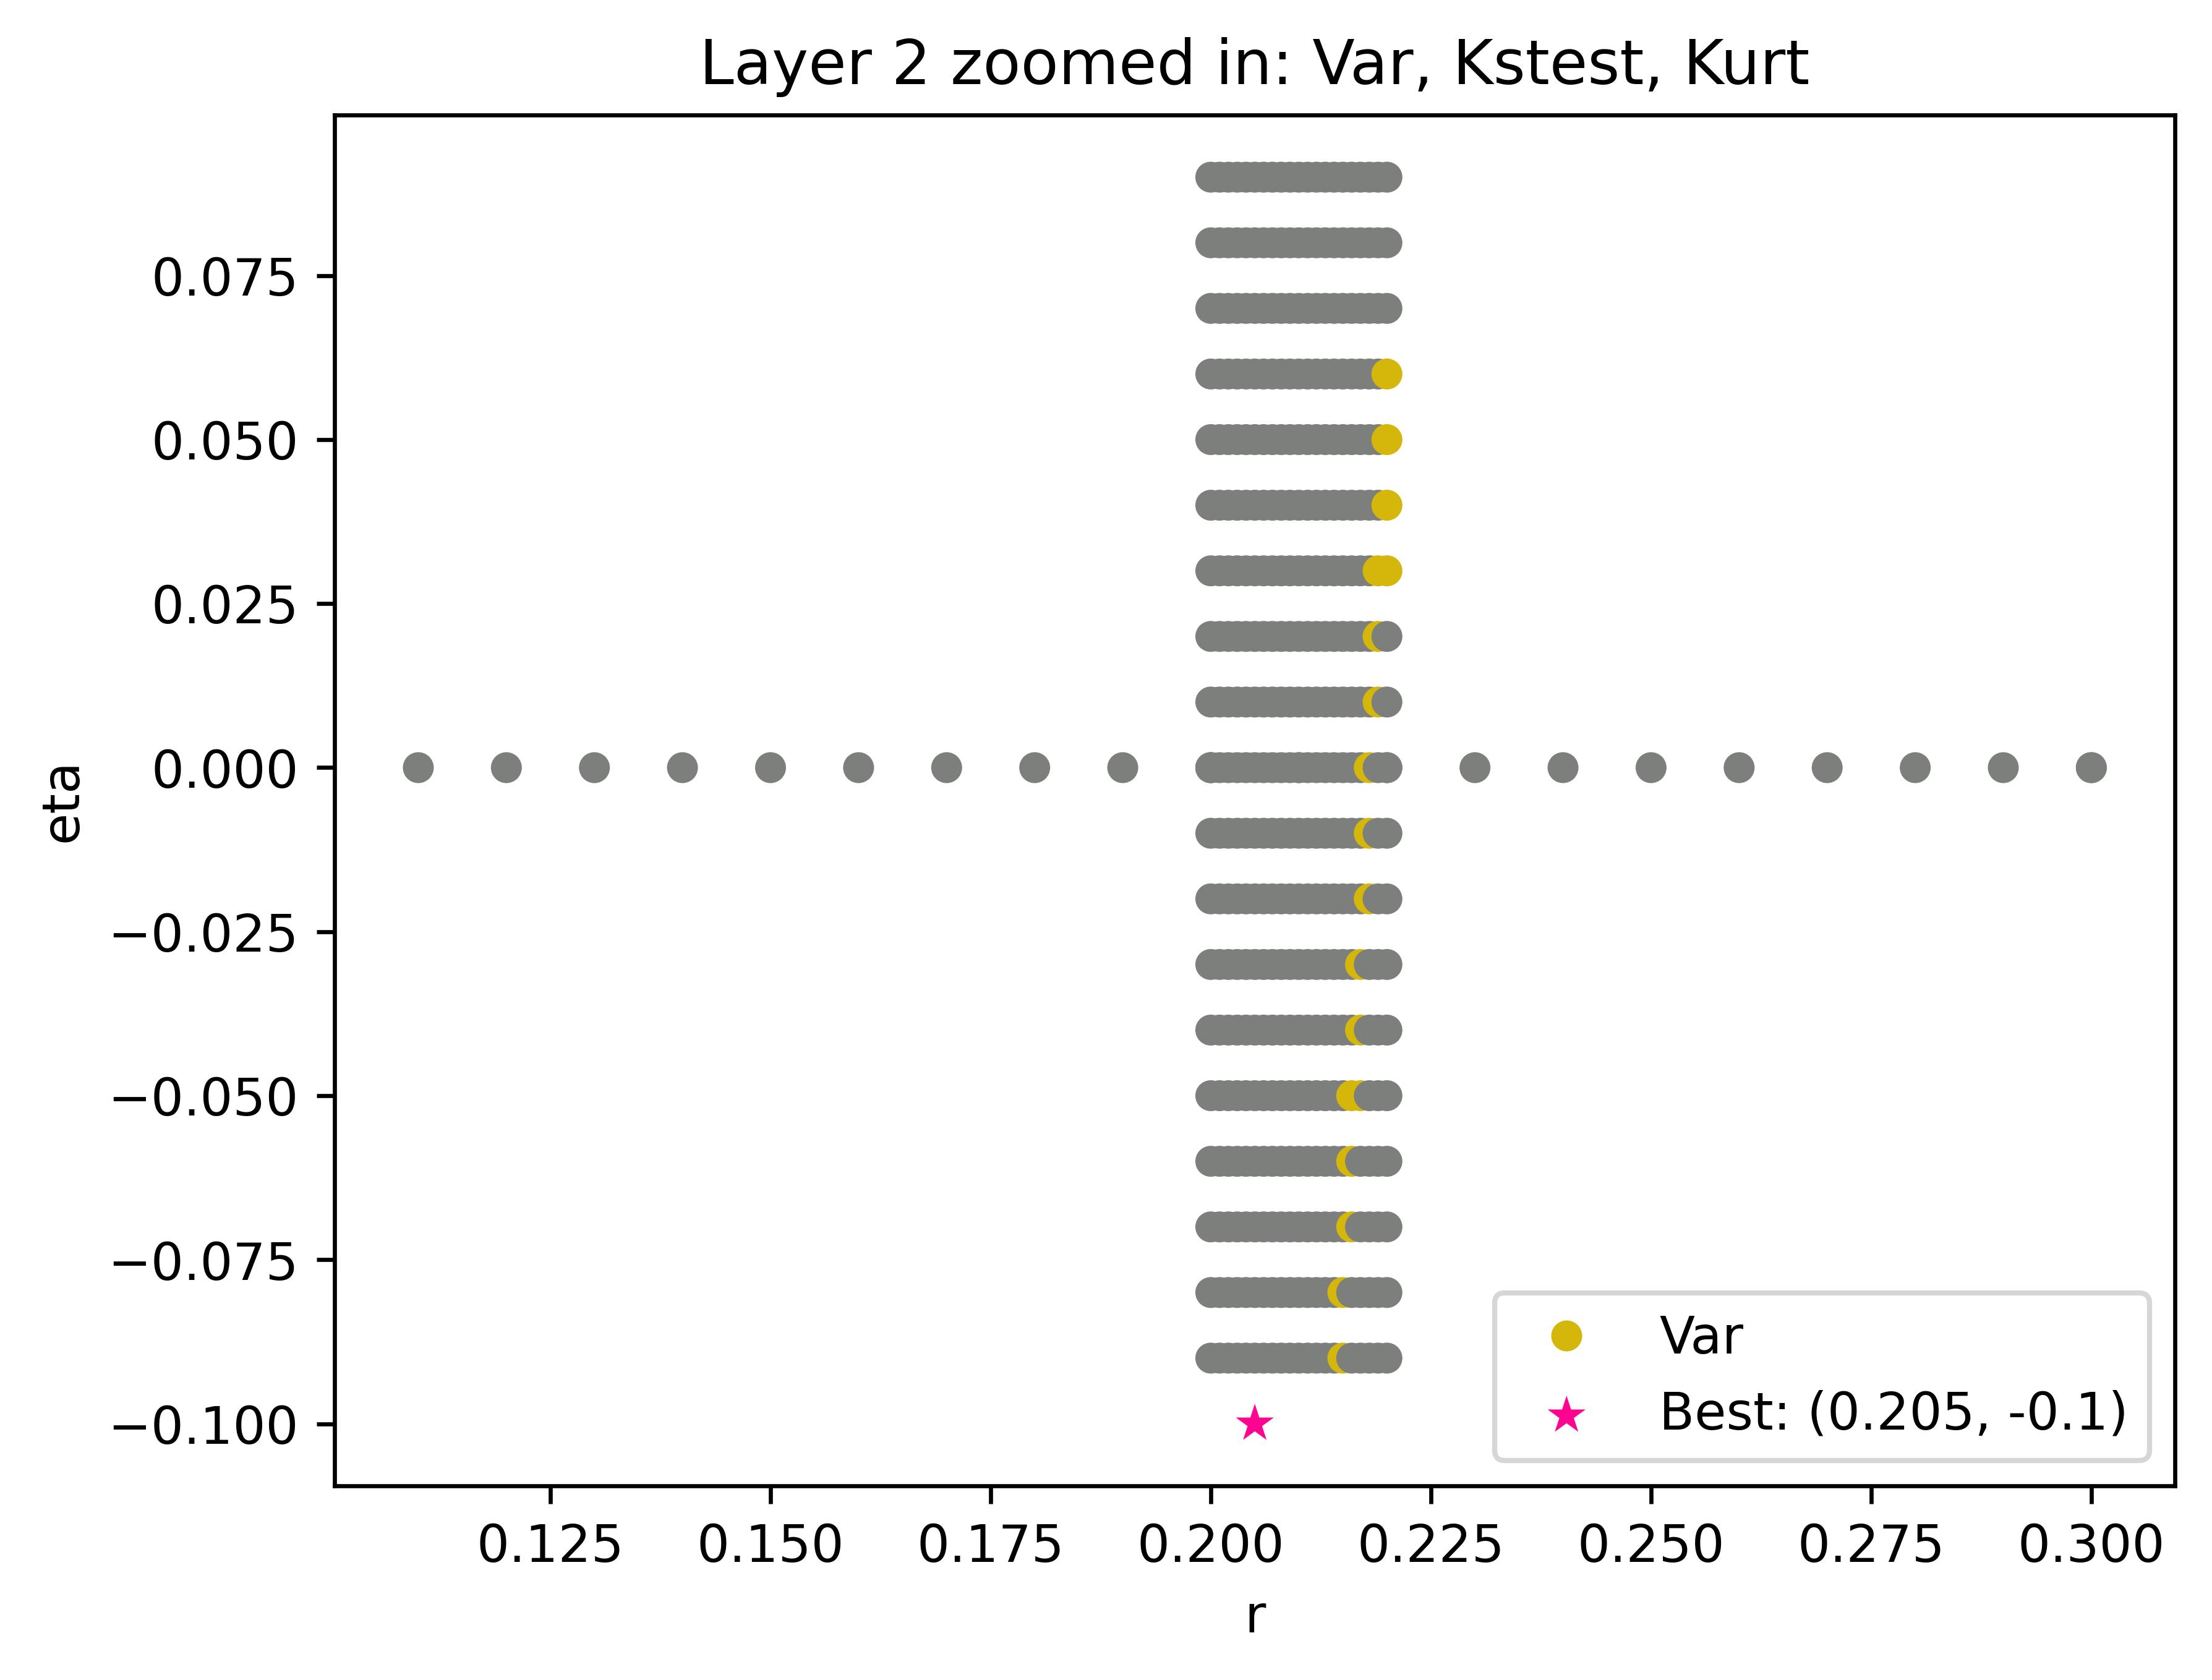 Layer 2 zoomed in: Var, Kstest, Kurt
0.075
0.050
0.025
0.000
−0.025
−0.050
−0.075
−0.100
eta
Var
Best: (0.205, -0.1)
0.125 0.150 0.175 0.200 0.225 0.250 0.275 0.300
r